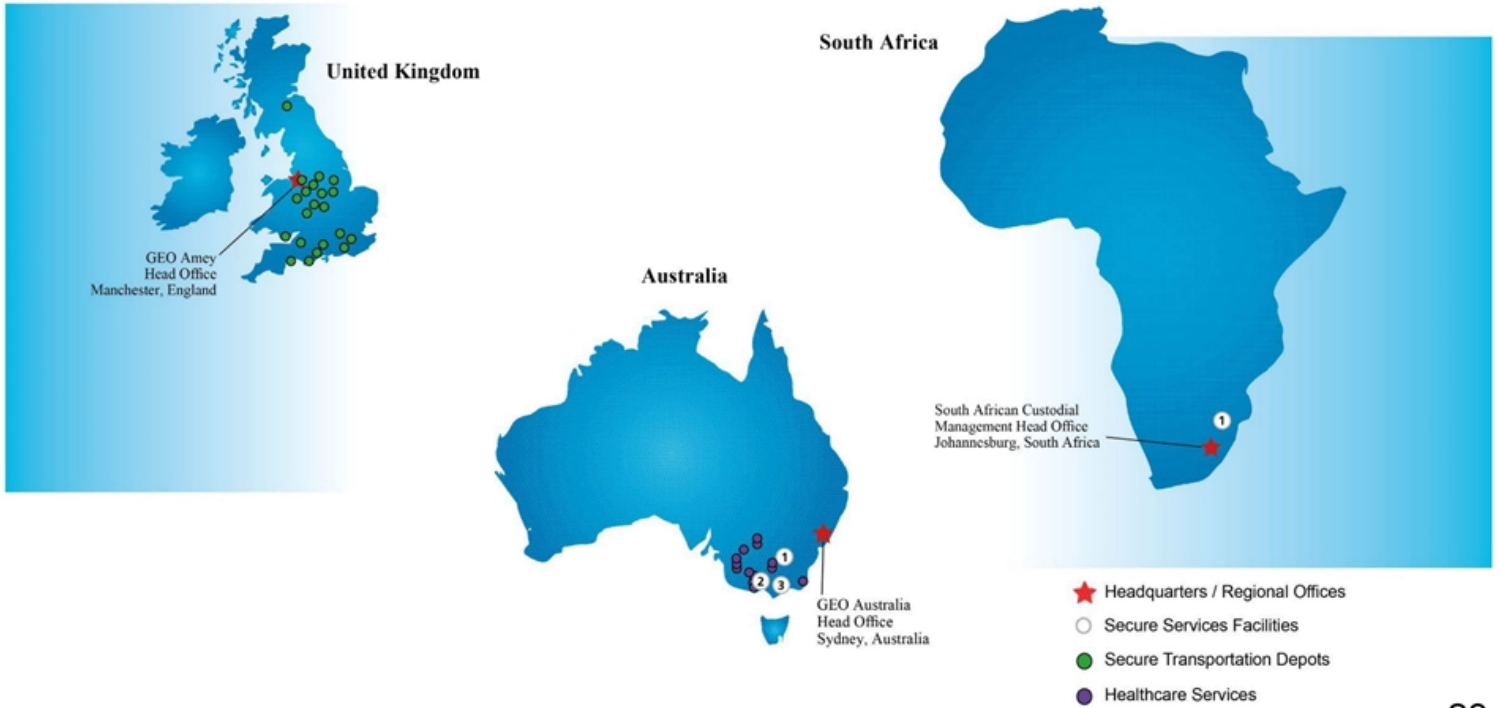 United Kingdom
South Africa
GEO Amey
Head Office
Manchester, England
Australia
South African Custodial
Management Head Office
Johannesburg, South Africa
1
1
2
3
GEO Australia
Head Office
Sydney, Australia
Headquarters / Regional Offices
Secure Services Facilities
Secure Transportation Depots
Healthcare Services